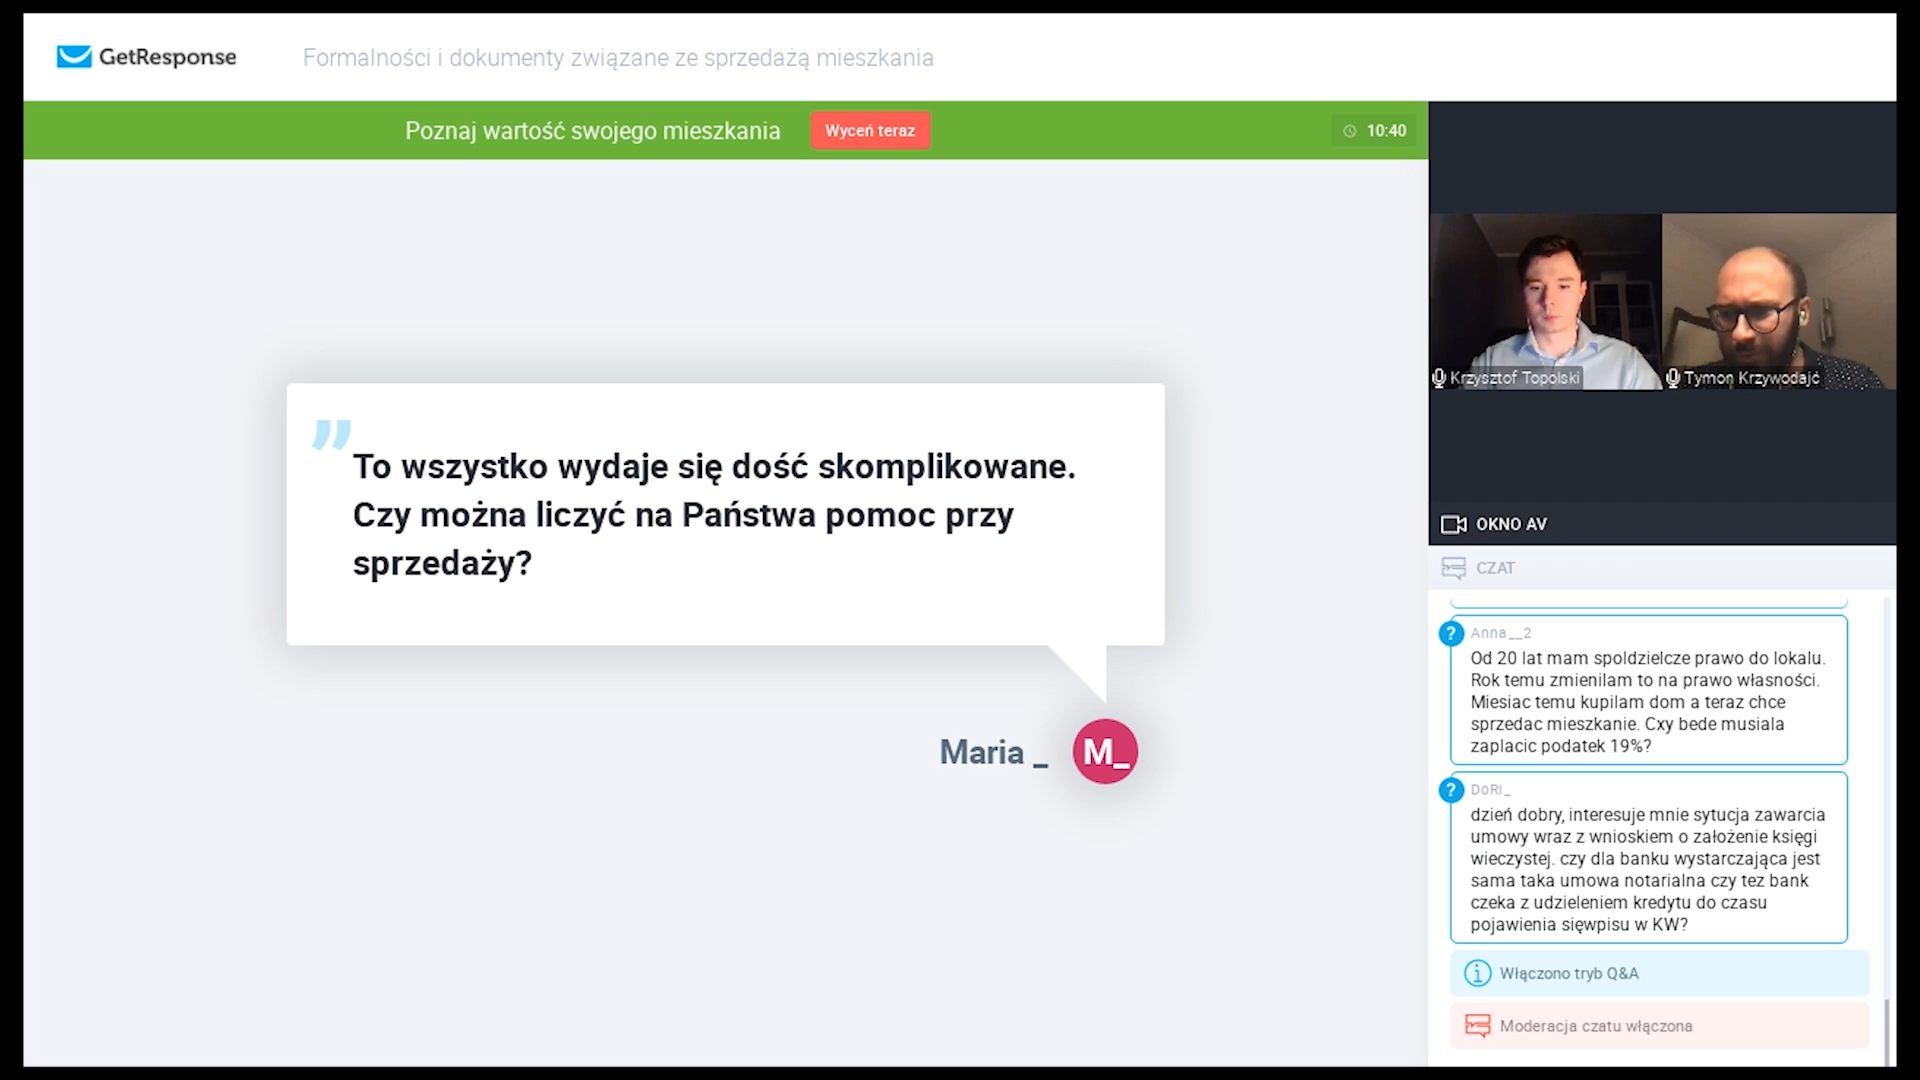 GetResponse
Formalności i dokumenty związane ze sprzedażą mieszkania
Poznaj wartość swojego mieszkania
Wyceń teraz
10:40
”
To wszystko wydaje się dość skomplikowane.
Czy można liczyć na Państwa pomoc przy
sprzedaży?
Maria _
M_
Krzysztof Topolski
Tymon Krzywodajć
OKNO AV
CZAT
?
Anna__2
Od 20 lat mam spoldzielcze prawo do lokalu.
Rok temu zmienilam to na prawo własności.
Miesiac temu kupilam dom a teraz chce
sprzedac mieszkanie. Cxy bede musiala
zaplacic podatek 19%?
?
DoRi_
dzień dobry, interesuje mnie sytucja zawarcia
umowy wraz z wnioskiem o założenie księgi
wieczystej. czy dla banku wystarczająca jest
sama taka umowa notarialna czy tez bank
czeka z udzieleniem kredytu do czasu
pojawienia sięwpisu w KW?
Włączono tryb Q&A
Moderacja czatu włączona